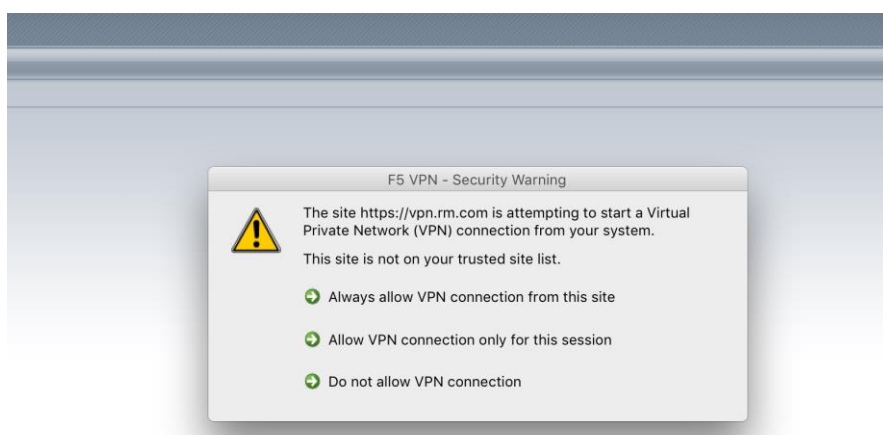 F5 VPN - Security Warning
The site https://vpn.rm.com is attempting to start a Virtual
Private Network (VPN) connection from your system.
This site is not on your trusted site list.
Always allow VPN connection from this site
Allow VPN connection only for this session
Do not allow VPN connection